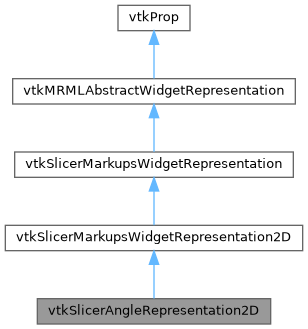 vtkProp
vtkMRMLAbstractWidgetRepresentation
vtkSlicerMarkupsWidgetRepresentation
vtkSlicerMarkupsWidgetRepresentation2D
vtkSlicerAngleRepresentation2D